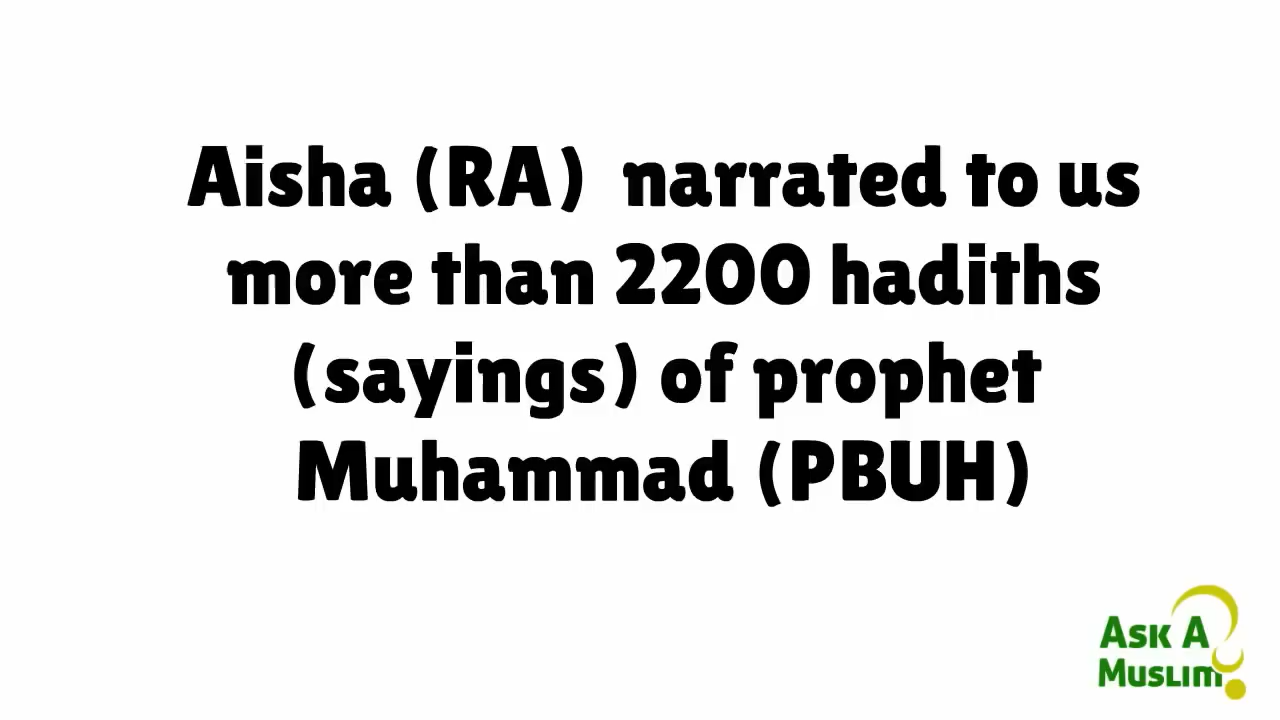 Aisha (RA) narrated to us
more than 2200 hadiths
(sayings) of prophet
Muhammad (PBUH)
Ask A
Muslim